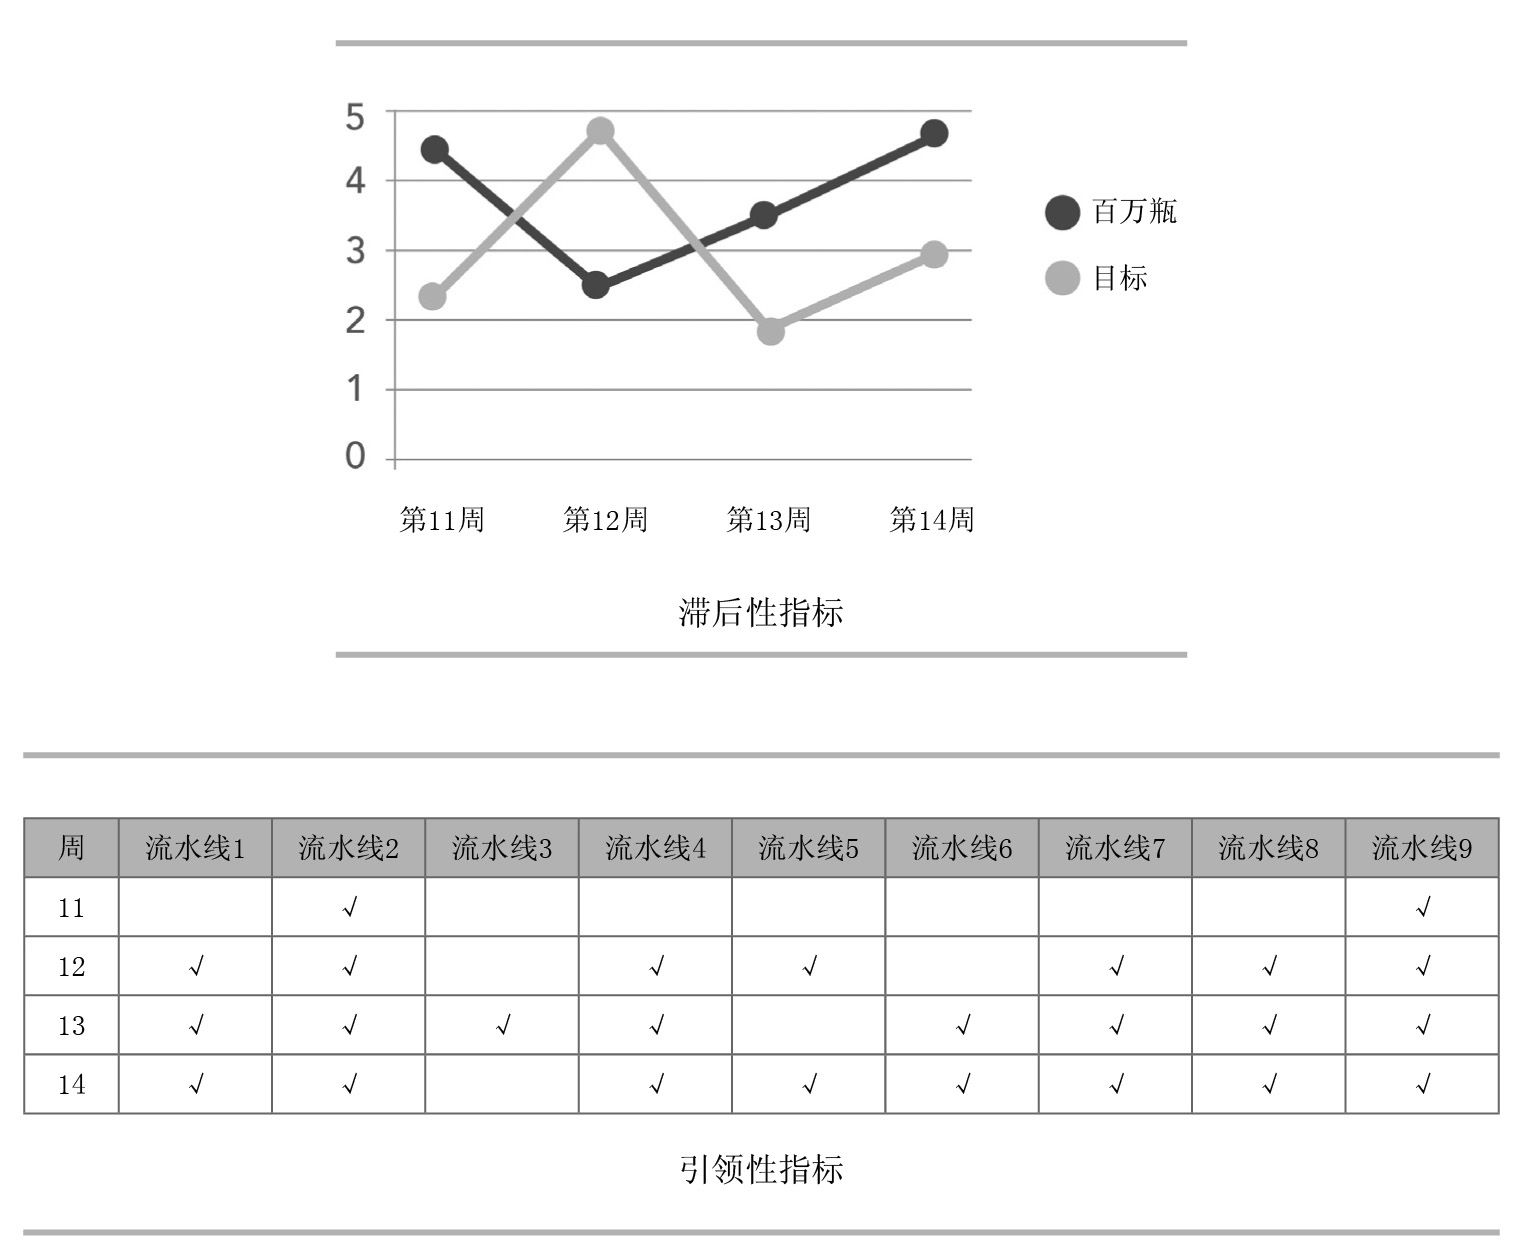 5
4
3
2
1
0
百万瓶
目标
第11周 第12周 第13周 第14周
滞后性指标
周 流水线1 流水线2 流水线3 流水线4 流水线5 流水线6 流水线7 流水线8 流水线9
11 √ √
12 √ √ √ √ √ √ √
13 √ √ √ √ √ √ √ √
14 √ √ √ √ √ √ √ √
引领性指标